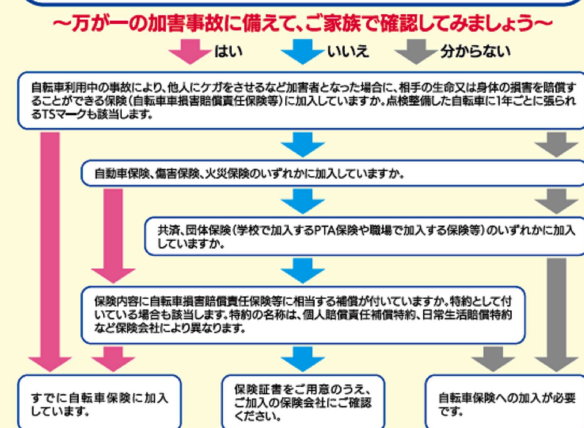 ～万が一の加害事故に備えて、ご家族で確認してみましょう～
はい いいえ 分からない
自転車利用中の事故により、他人にケガをさせるなど加害者となった場合に、相手の生命又は身体の損害を賠償す
ることができる保険（自転車車損害賠償責任保険等）に加入していますか。点検整備した自転車に1年ごとに張られ
るTSマークも該当します。
自動車保険、傷害保険、火災保険のいずれかに加入していますか。
共済、団体保険（学校で加入するPTA保険や職場で加入する保険等）のいずれかに加入
していますか。
保険内容に自転車損害賠償責任保険等に相当する補償が付いていますか。特約として付
いている場合も該当します。特約の名称は、個人賠償責任補償特約、日常生活賠償特約
など保険会社により異なります。
すでに自転車保険に加入
しています。
保険証書をご用意のうえ、
ご加入の保険会社にご確認
ください。
自転車保険への加入が必要
です。